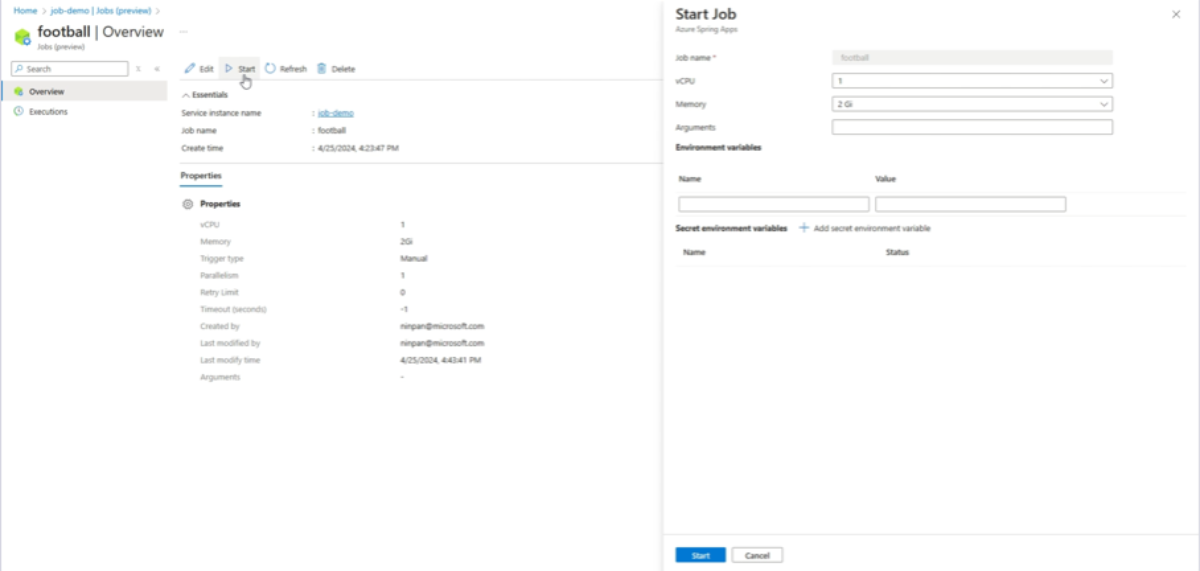 Home > job-demo | Jobs (preview) >
football | Overview ...
Jobs (preview)
Search
Overview
Executions
Edit Start Refresh Delete
Essentials
Service instance name : job-demo
Job name : football
Create time : 4/25/2024, 4:23:47 PM
Properties
Properties
vCPU 1
Memory 2Gi
Trigger type Manual
Parallelism 1
Retry Limit 0
Timeout (seconds) -1
Created by ninpan@microsoft.com
Last modified by ninpan@microsoft.com
Last modify time 4/25/2024, 4:43:41 PM
Arguments -
Start Job
Azure Spring Apps
Job name * football
vCPU 1
Memory 2 Gi
Arguments
Environment variables
Name Value
Secret environment variables + Add secret environment variable
Name Status
Start Cancel